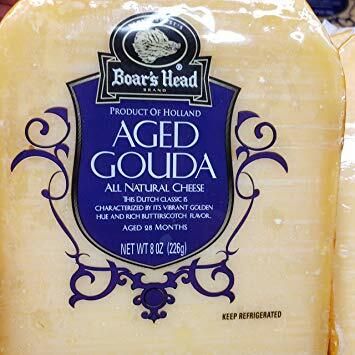 Boar's Head®
BRAND
PRODUCT OF HOLLAND
AGED
GOUDA
ALL NATURAL CHEESE
THIS DUTCH CLASSIC IS
CHARACTERIZED BY ITS VIBRANT GOLDEN
HUE AND RICH BUTTERSCOTCH FLAVOR.
AGED 28 MONTHS
NET WT 8 OZ (226g)
KEEP REFRIGERATED